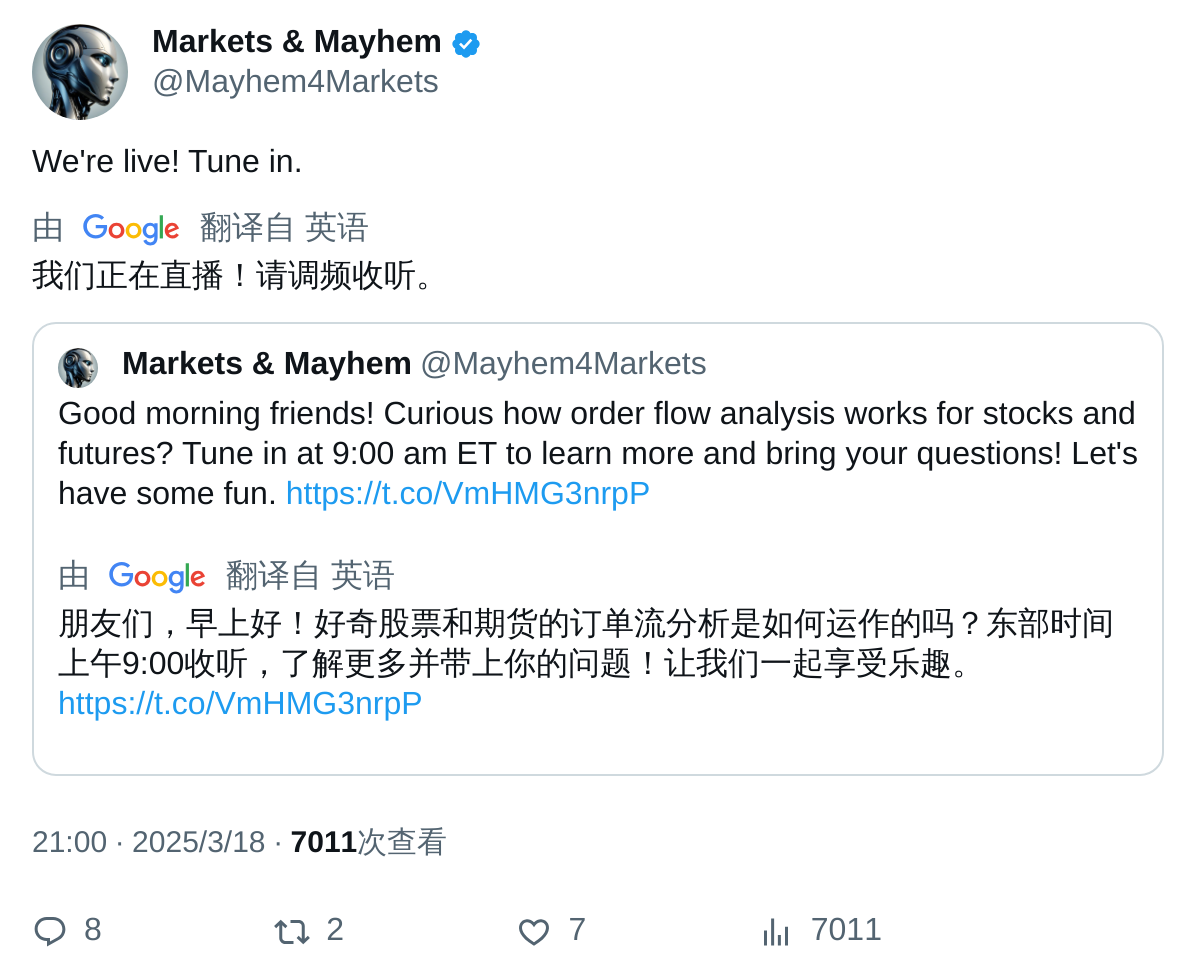 Markets & Mayhem
@Mayhem4Markets
We're live! Tune in.
由 Google 翻译自 英语
我们正在直播！请调频收听。
Markets & Mayhem @Mayhem4Markets
Good morning friends! Curious how order flow analysis works for stocks and
futures? Tune in at 9:00 am ET to learn more and bring your questions! Let's
have some fun. https://t.co/VmHMG3nrpP
由 Google 翻译自 英语
朋友们，早上好！好奇股票和期货的订单流分析是如何运作的吗？东部时间
上午9:00收听，了解更多并带上你的问题！让我们一起享受乐趣。
https://t.co/VmHMG3nrpP
21:00 · 2025/3/18 · 7011次查看
8 2 7 7011